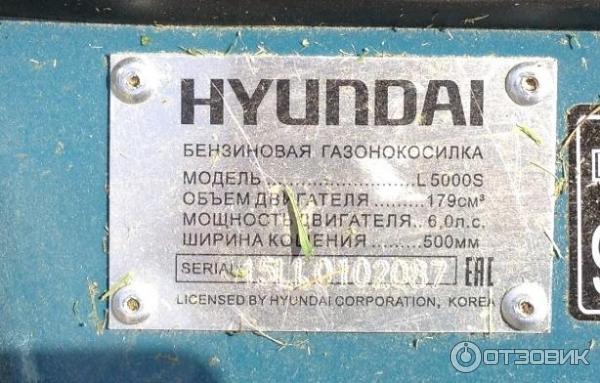 HYUNDAI
БЕНЗИНОВАЯ ГАЗОНОКОСИЛКА
МОДЕЛЬ ........................ L 5000S
ОБЪЕМ ДВИГАТЕЛЯ ......... 179см³
МОЩНОСТЬ ДВИГАТЕЛЯ.. 6,0л.с.
ШИРИНА КОШЕНИЯ ........... 500мм
SERIAL 15LL0102087 EAC
LICENSED BY HYUNDAI CORPORATION, KOREA
ОТЗОВИК